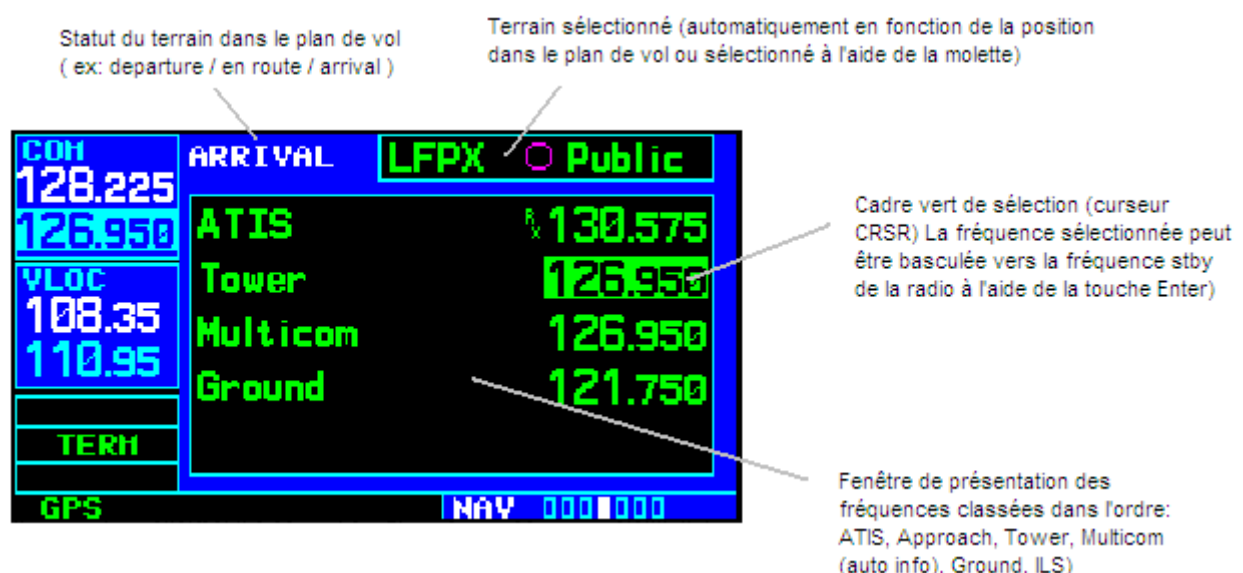 Statut du terrain dans le plan de vol
( ex: departure / en route / arrival )
Terrain sélectionné (automatiquement en fonction de la position
dans le plan de vol ou sélectionné à l'aide de la molette)
COM
128.225
126.950
VLOC
108.35
110.95
TERM
GPS
ARRIVAL
LFPX Public
ATIS Rx 130.575
Tower 126.950
Multicom 126.950
Ground 121.750
NAV
Cadre vert de sélection (curseur
CRSR) La fréquence sélectionnée peut
être basculée vers la fréquence stby
de la radio à l'aide de la touche Enter)
Fenêtre de présentation des
fréquences classées dans l'ordre:
ATIS, Approach, Tower, Multicom
(auto info), Ground, ILS)